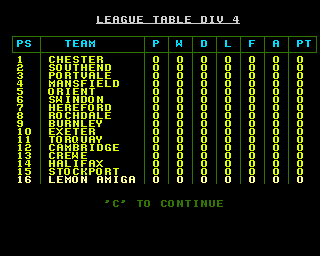 LEAGUE TABLE DIV 4
PS TEAM P W D L F A PT
1 CHESTER 0 0 0 0 0 0 0
2 SOUTHEND 0 0 0 0 0 0 0
3 PORTVALE 0 0 0 0 0 0 0
4 MANSFIELD 0 0 0 0 0 0 0
5 ORIENT 0 0 0 0 0 0 0
6 SWINDON 0 0 0 0 0 0 0
7 HEREFORD 0 0 0 0 0 0 0
8 ROCHDALE 0 0 0 0 0 0 0
9 BURNLEY 0 0 0 0 0 0 0
10 EXETER 0 0 0 0 0 0 0
11 TORQUAY 0 0 0 0 0 0 0
12 CAMBRIDGE 0 0 0 0 0 0 0
13 CREWE 0 0 0 0 0 0 0
14 HALIFAX 0 0 0 0 0 0 0
15 STOCKPORT 0 0 0 0 0 0 0
16 LEMON AMIGA 0 0 0 0 0 0 0
"C" TO CONTINUE